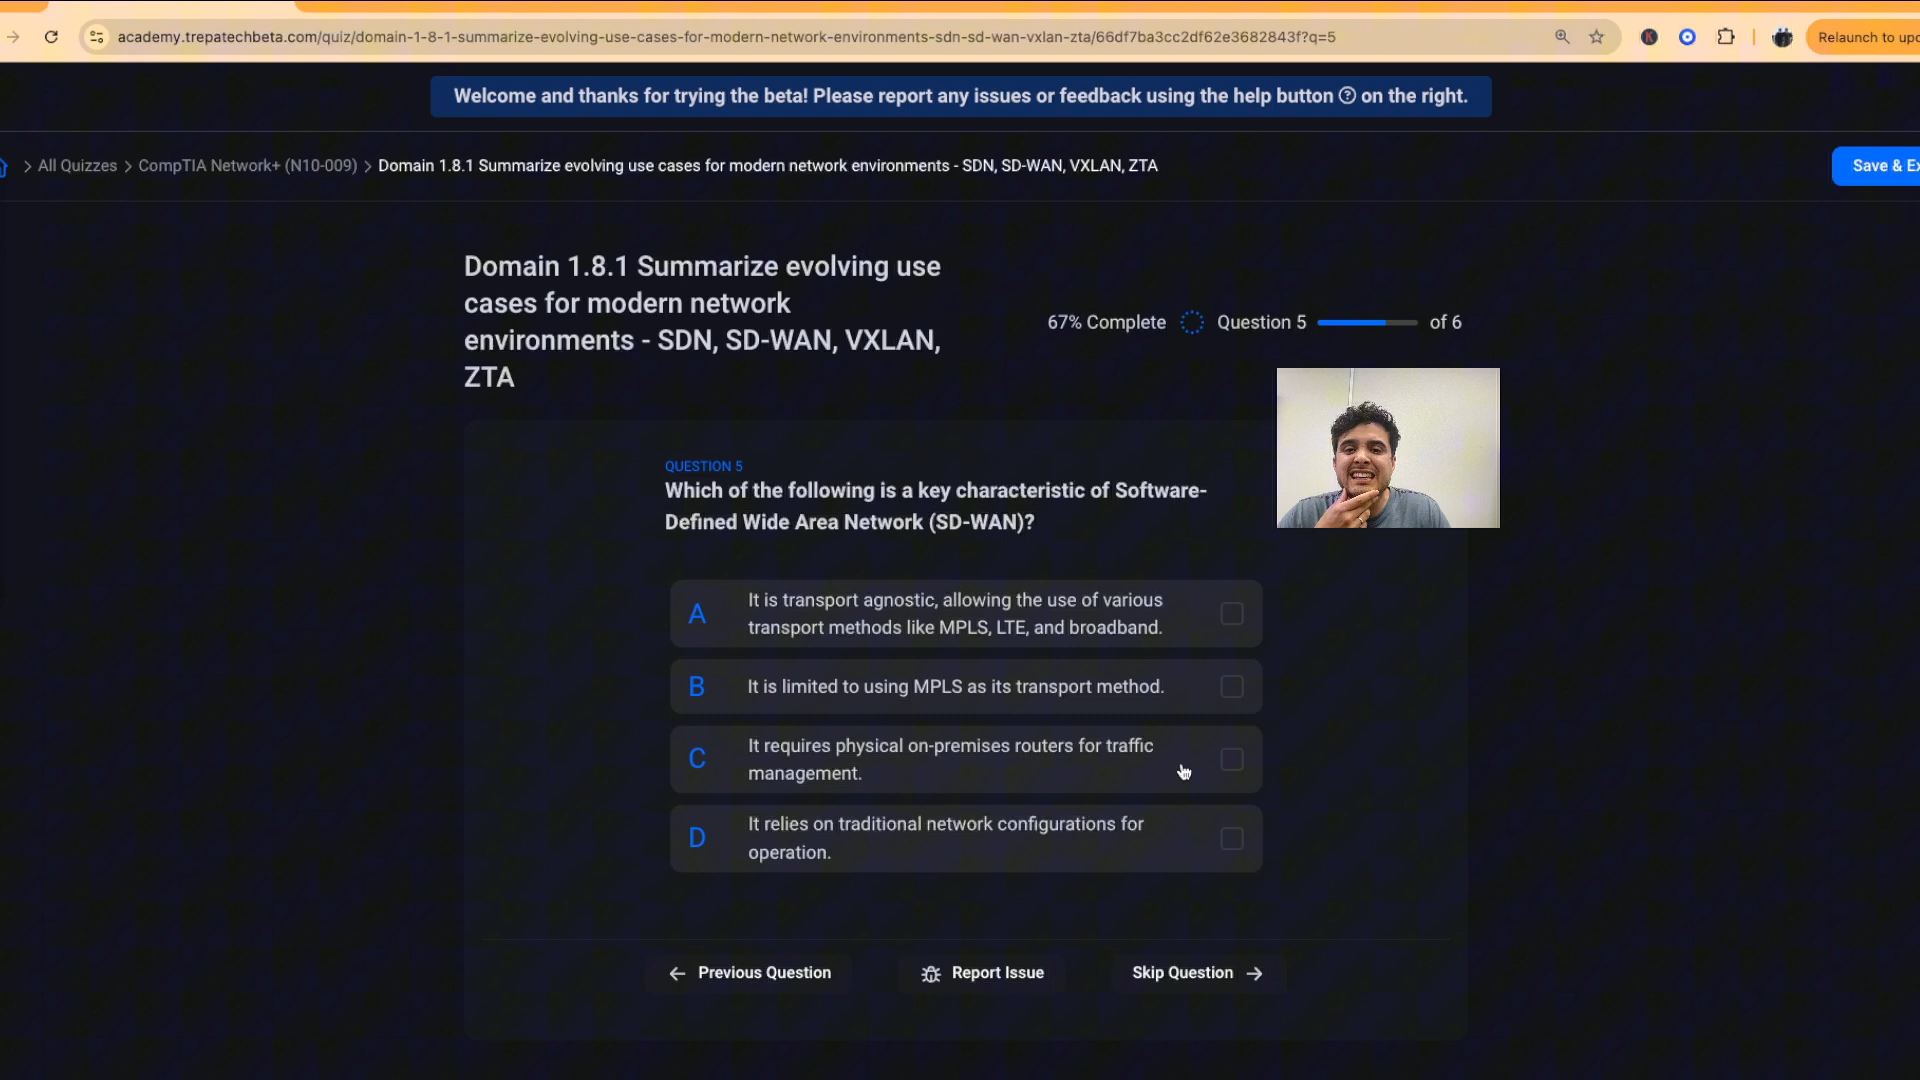 academy.trepatechbeta.com/quiz/domain-1-8-1-summarize-evolving-use-cases-for-modern-network-environments-sdn-sd-wan-vxlan-zta/66df7ba3cc2df62e3682843f?q=5
Relaunch to upd
Welcome and thanks for trying the beta! Please report any issues or feedback using the help button ? on the right.
> All Quizzes > CompTIA Network+ (N10-009) > Domain 1.8.1 Summarize evolving use cases for modern network environments - SDN, SD-WAN, VXLAN, ZTA
Save & Ex
Domain 1.8.1 Summarize evolving use
cases for modern network
environments - SDN, SD-WAN, VXLAN,
ZTA
67% Complete Question 5 of 6
QUESTION 5
Which of the following is a key characteristic of Software-
Defined Wide Area Network (SD-WAN)?
A It is transport agnostic, allowing the use of various
transport methods like MPLS, LTE, and broadband.
B It is limited to using MPLS as its transport method.
C It requires physical on-premises routers for traffic
management.
D It relies on traditional network configurations for
operation.
← Previous Question Report Issue Skip Question →